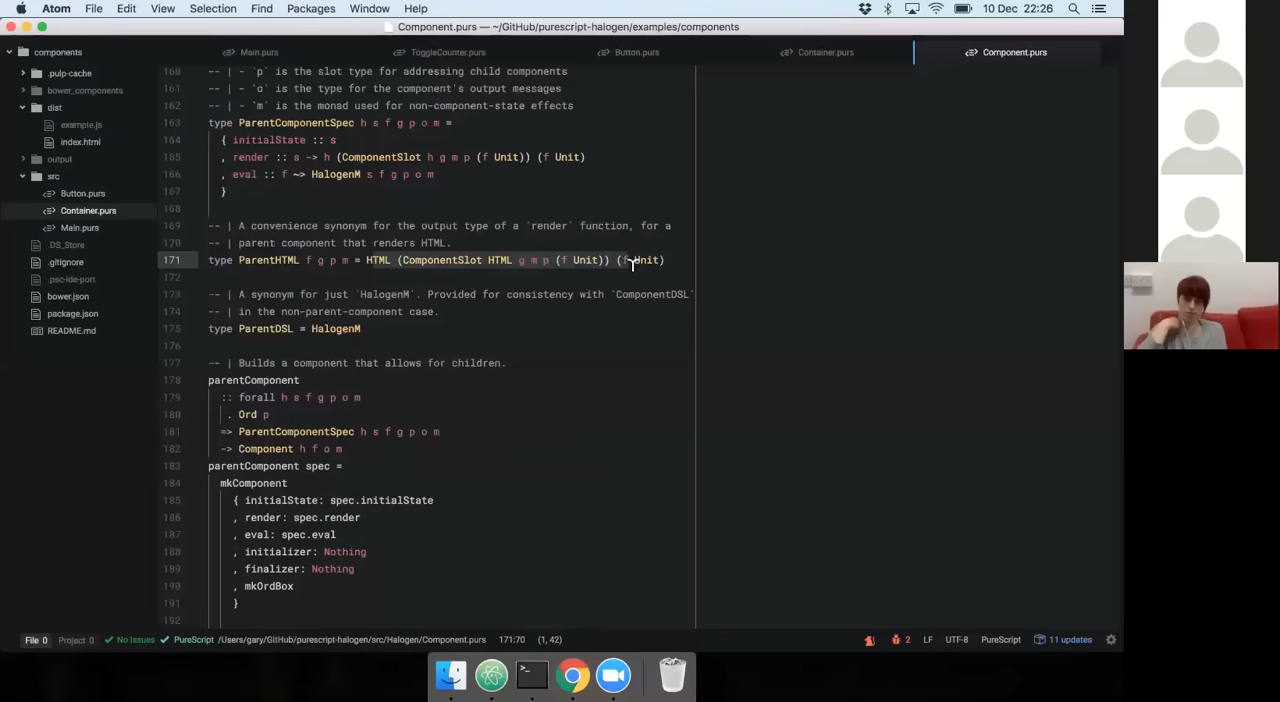 Atom File Edit View Selection Find Packages Window Help 10 Dec 22:26
Component.purs — ~/GitHub/purescript-halogen/examples/components
components
.pulp-cache
bower_components
dist
example.js
index.html
output
src
Button.purs
Container.purs
Main.purs
.DS_Store
.gitignore
.psc-ide-port
bower.json
package.json
README.md
Main.purs ToggleCounter.purs Button.purs Container.purs Component.purs
160 -- | - `p` is the slot type for addressing child components
161 -- | - `o` is the type for the component's output messages
162 -- | - `m` is the monad used for non-component-state effects
163 type ParentComponentSpec h s f g p o m =
164 { initialState :: s
165 , render :: s -> h (ComponentSlot h g m p (f Unit)) (f Unit)
166 , eval :: f ~> HalogenM s f g p o m
167 }
168
169 -- | A convenience synonym for the output type of a `render` function, for a
170 -- | parent component that renders HTML.
171 type ParentHTML f g p m = HTML (ComponentSlot HTML g m p (f Unit)) (f Unit)
172
173 -- | A synonym for just `HalogenM`. Provided for consistency with `ComponentDSL`
174 -- | in the non-parent-component case.
175 type ParentDSL = HalogenM
176
177 -- | Builds a component that allows for children.
178 parentComponent
179 :: forall h s f g p o m
180 . Ord p
181 => ParentComponentSpec h s f g p o m
182 -> Component h f o m
183 parentComponent spec =
184 mkComponent
185 { initialState: spec.initialState
186 , render: spec.render
187 , eval: spec.eval
188 , initializer: Nothing
189 , finalizer: Nothing
190 , mkOrdBox
191 }
192
File 0 Project 0 No Issues PureScript /Users/gary/GitHub/purescript-halogen/src/Halogen/Component.purs 171:70 (1, 42) 2 LF UTF-8 PureScript 11 updates